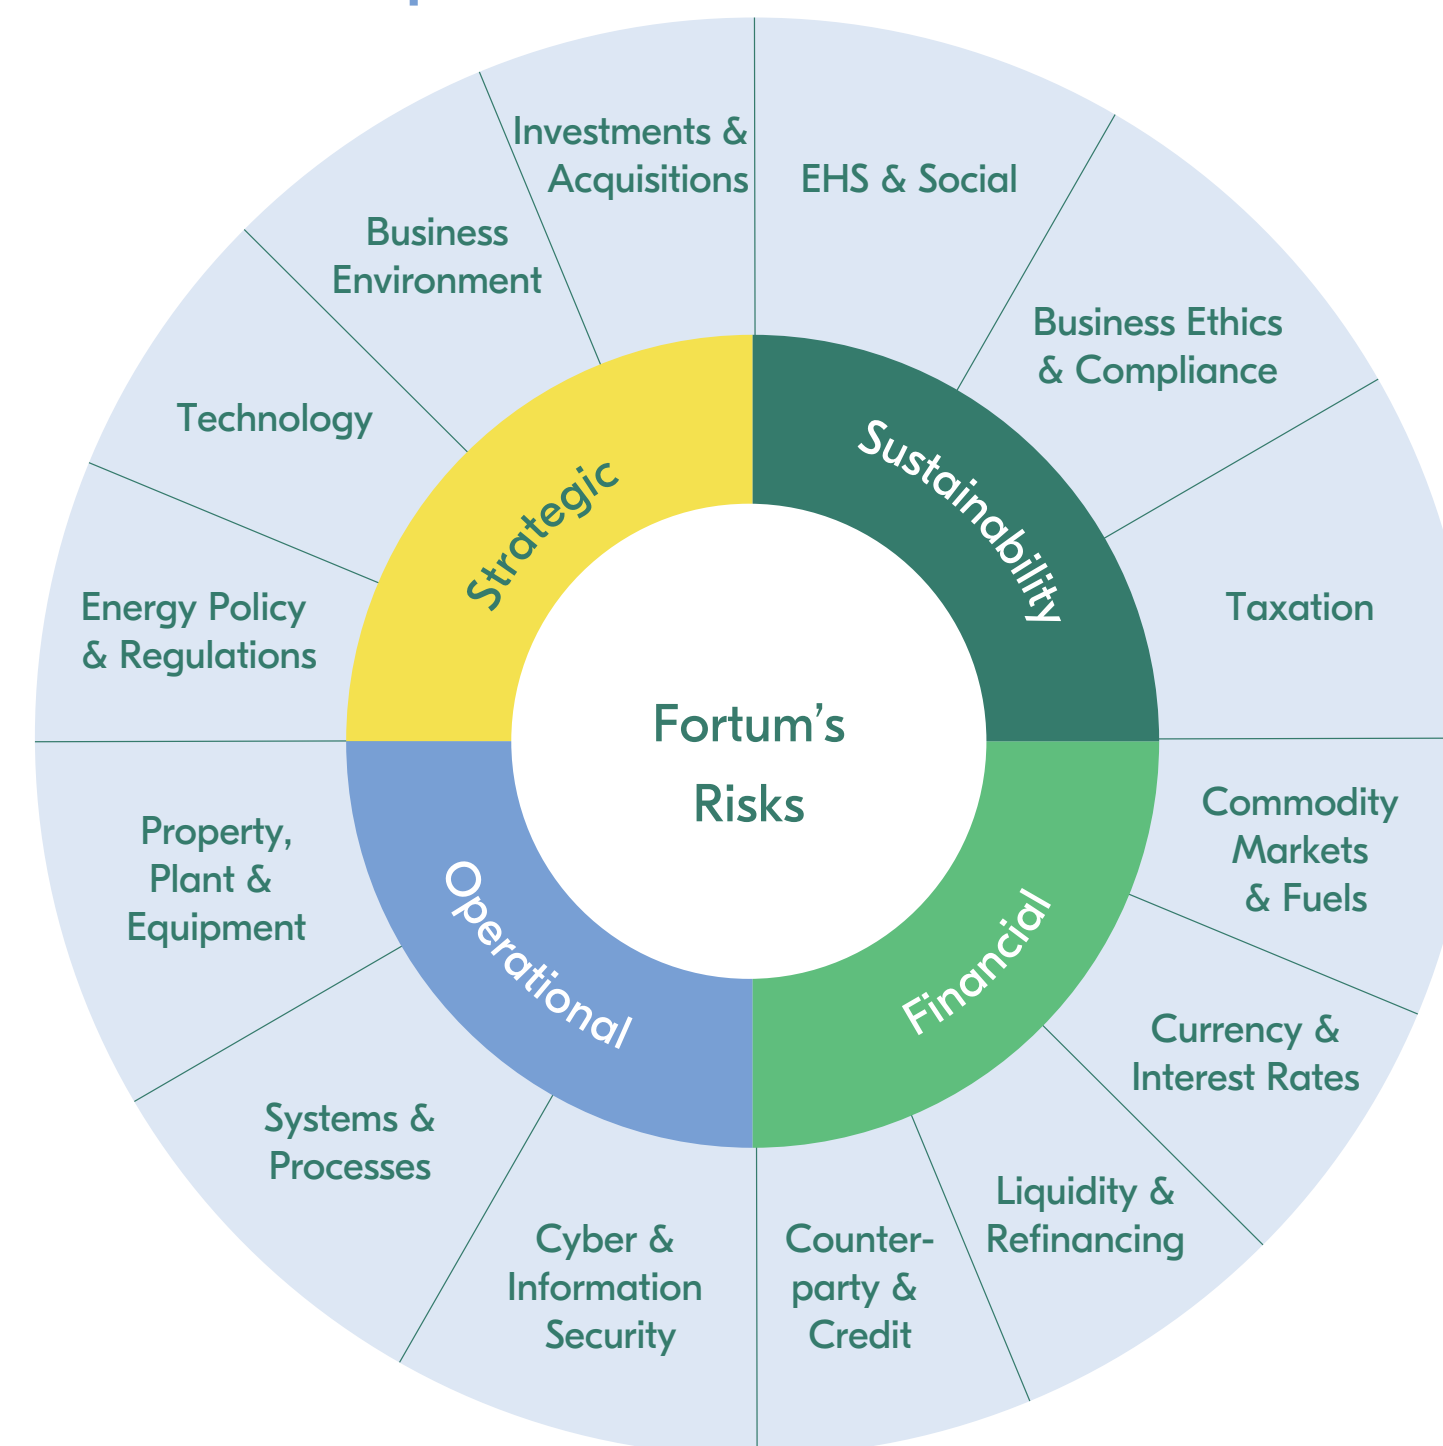 Investments &
Acquisitions
EHS & Social
Business
Environment
Business Ethics
& Compliance
Technology
Strategic
Sustainability
Energy Policy
& Regulations
Taxation
Fortum’s
Risks
Property,
Plant &
Equipment
Commodity
Markets
& Fuels
Operational
Financial
Currency &
Interest Rates
Systems &
Processes
Liquidity &
Refinancing
Cyber &
Information
Security
Counter-
party &
Credit